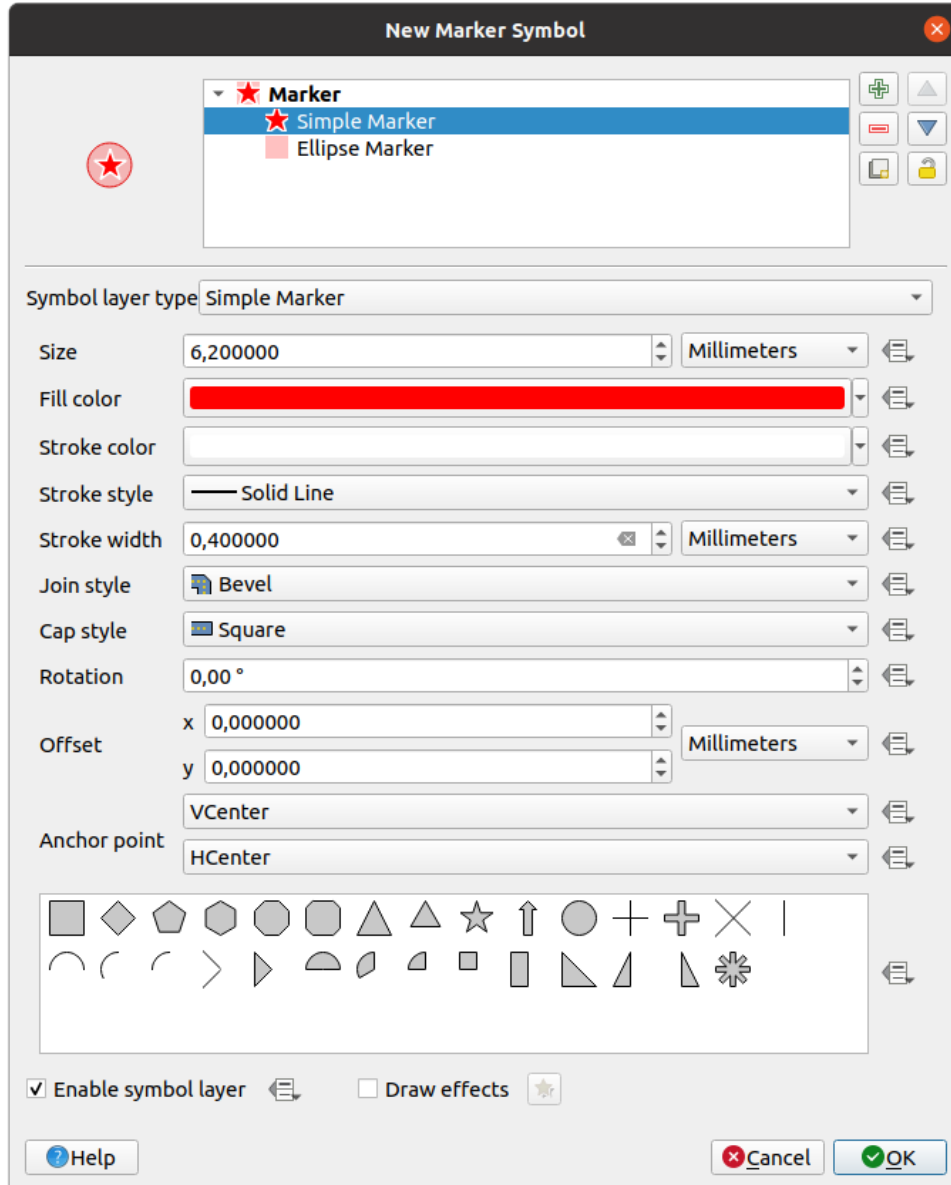 New Marker Symbol
Marker
Simple Marker
Ellipse Marker
Symbol layer type Simple Marker
Size 6,200000 Millimeters
Fill color
Stroke color
Stroke style Solid Line
Stroke width 0,400000 Millimeters
Join style Bevel
Cap style Square
Rotation 0,00 °
x 0,000000
Offset Millimeters
y 0,000000
VCenter
Anchor point
HCenter
Enable symbol layer Draw effects
Help Cancel OK